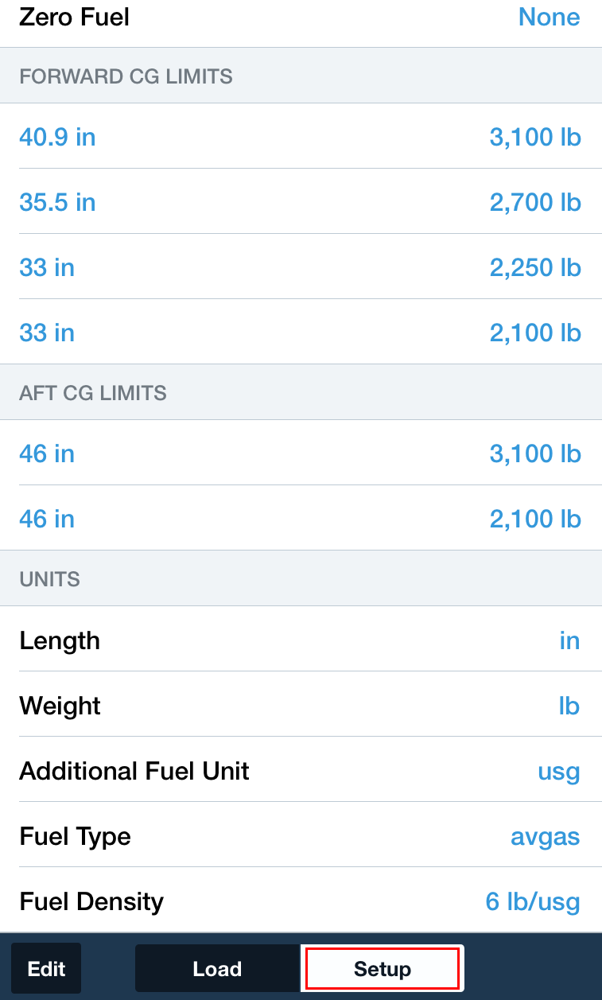 Zero Fuel None
FORWARD CG LIMITS
40.9 in 3,100 lb
35.5 in 2,700 lb
33 in 2,250 lb
33 in 2,100 lb
AFT CG LIMITS
46 in 3,100 lb
46 in 2,100 lb
UNITS
Length in
Weight lb
Additional Fuel Unit usg
Fuel Type avgas
Fuel Density 6 lb/usg
Edit Load Setup